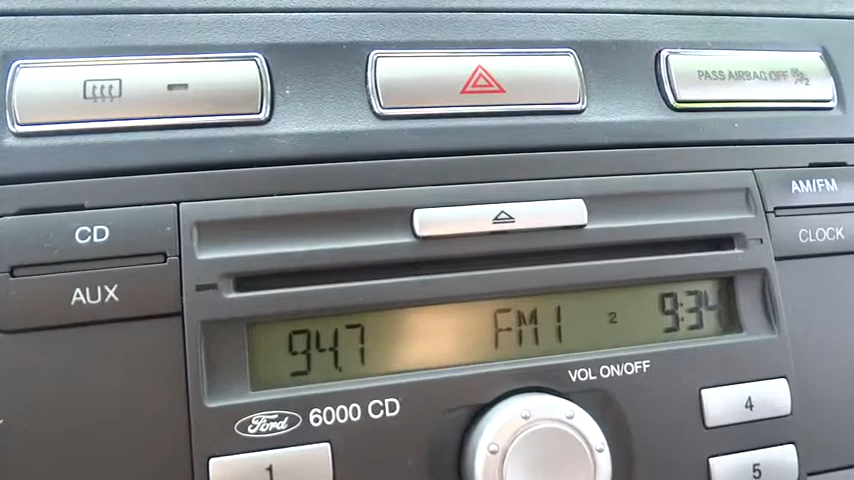 PASS AIRBAG OFF 2
CD
AM/FM
CLOCK
AUX
94.7 FM1 2 9:34
VOL ON/OFF
Ford 6000 CD
1
4
5